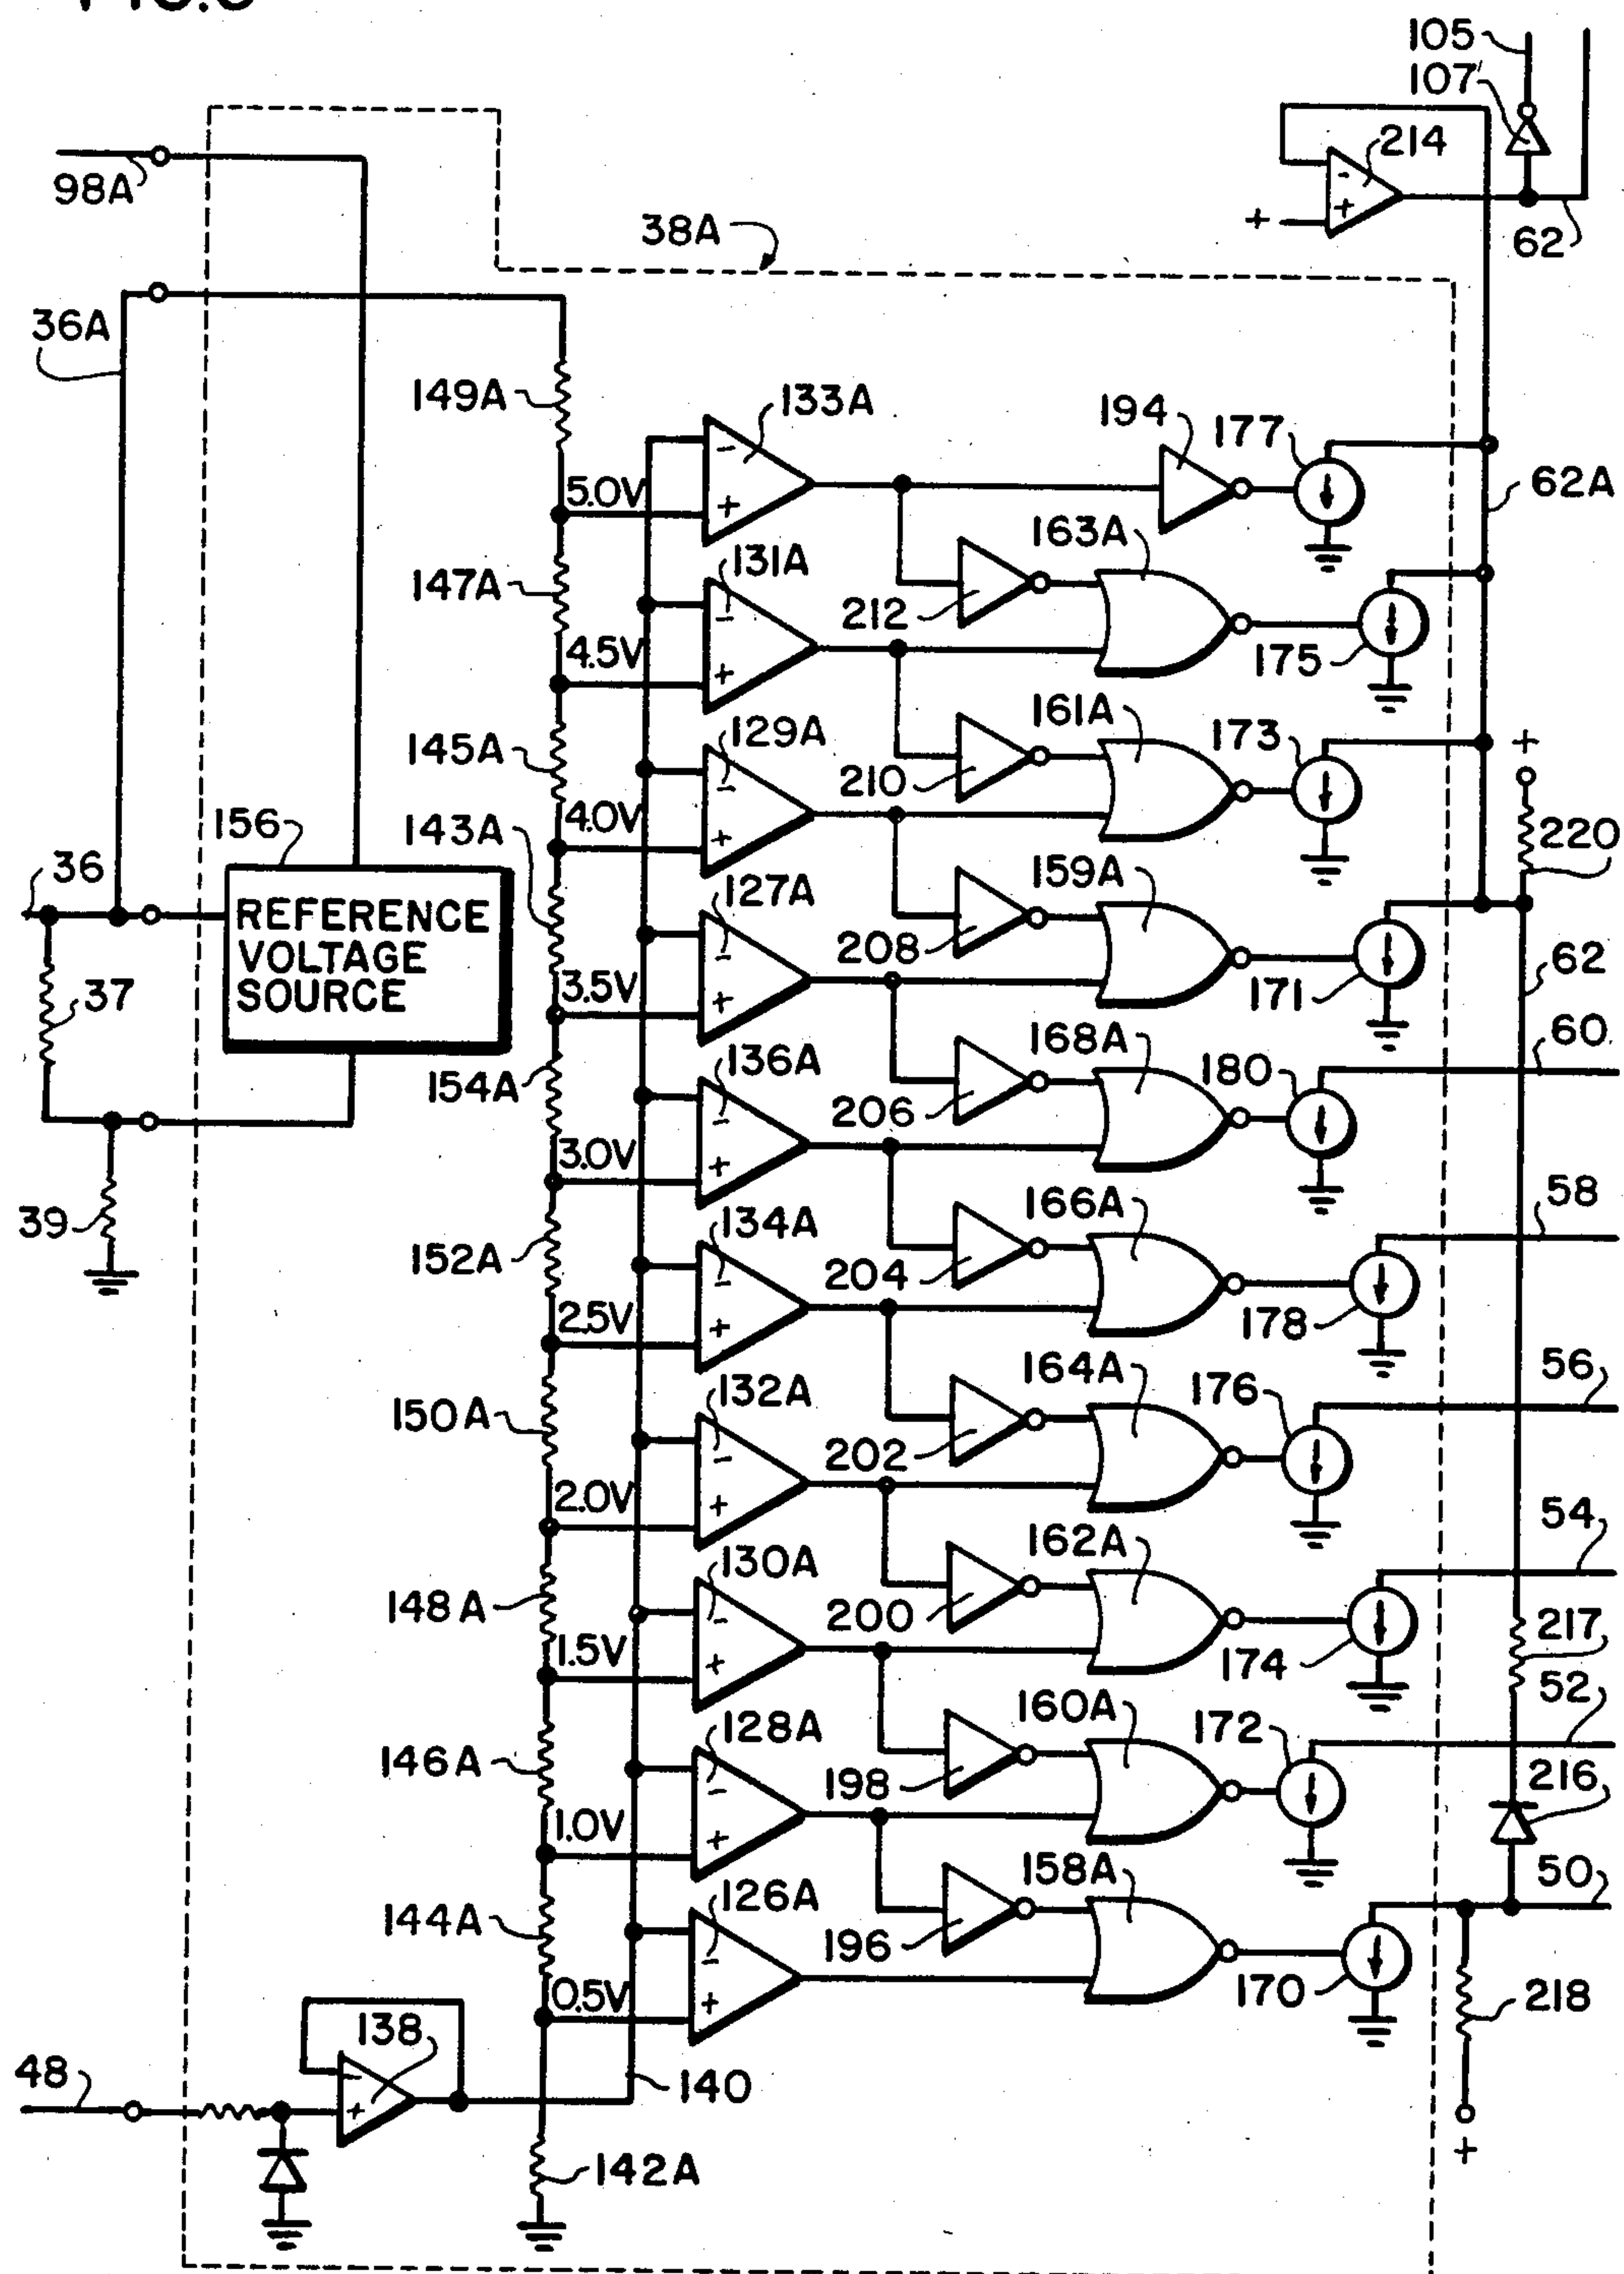 105
107
214
+
-
+
62
98A
38A
36A
149A
133A
194
177
-
+
5.0V
62A
163A
131A
147A
-
212
4.5V
+
175
161A
173
129A
145A
-
+
210
4.0V
+
220
156
143A
159A
36
127A
-
REFERENCE
VOLTAGE
SOURCE
208
62
37
3.5V
+
171
60
168A
180
136A
154A
-
206
3.0V
+
58
39
166A
134A
152A
-
204
2.5V
+
178
56
164A
176
132A
150A
-
202
2.0V
+
54
162A
130A
148A
-
200
217
1.5V
+
174
52
160A
172
128A
146A
-
198
216
1.0V
+
158A
50
126A
144A
-
196
0.5V
+
170
218
138
48
-
+
140
+
142A